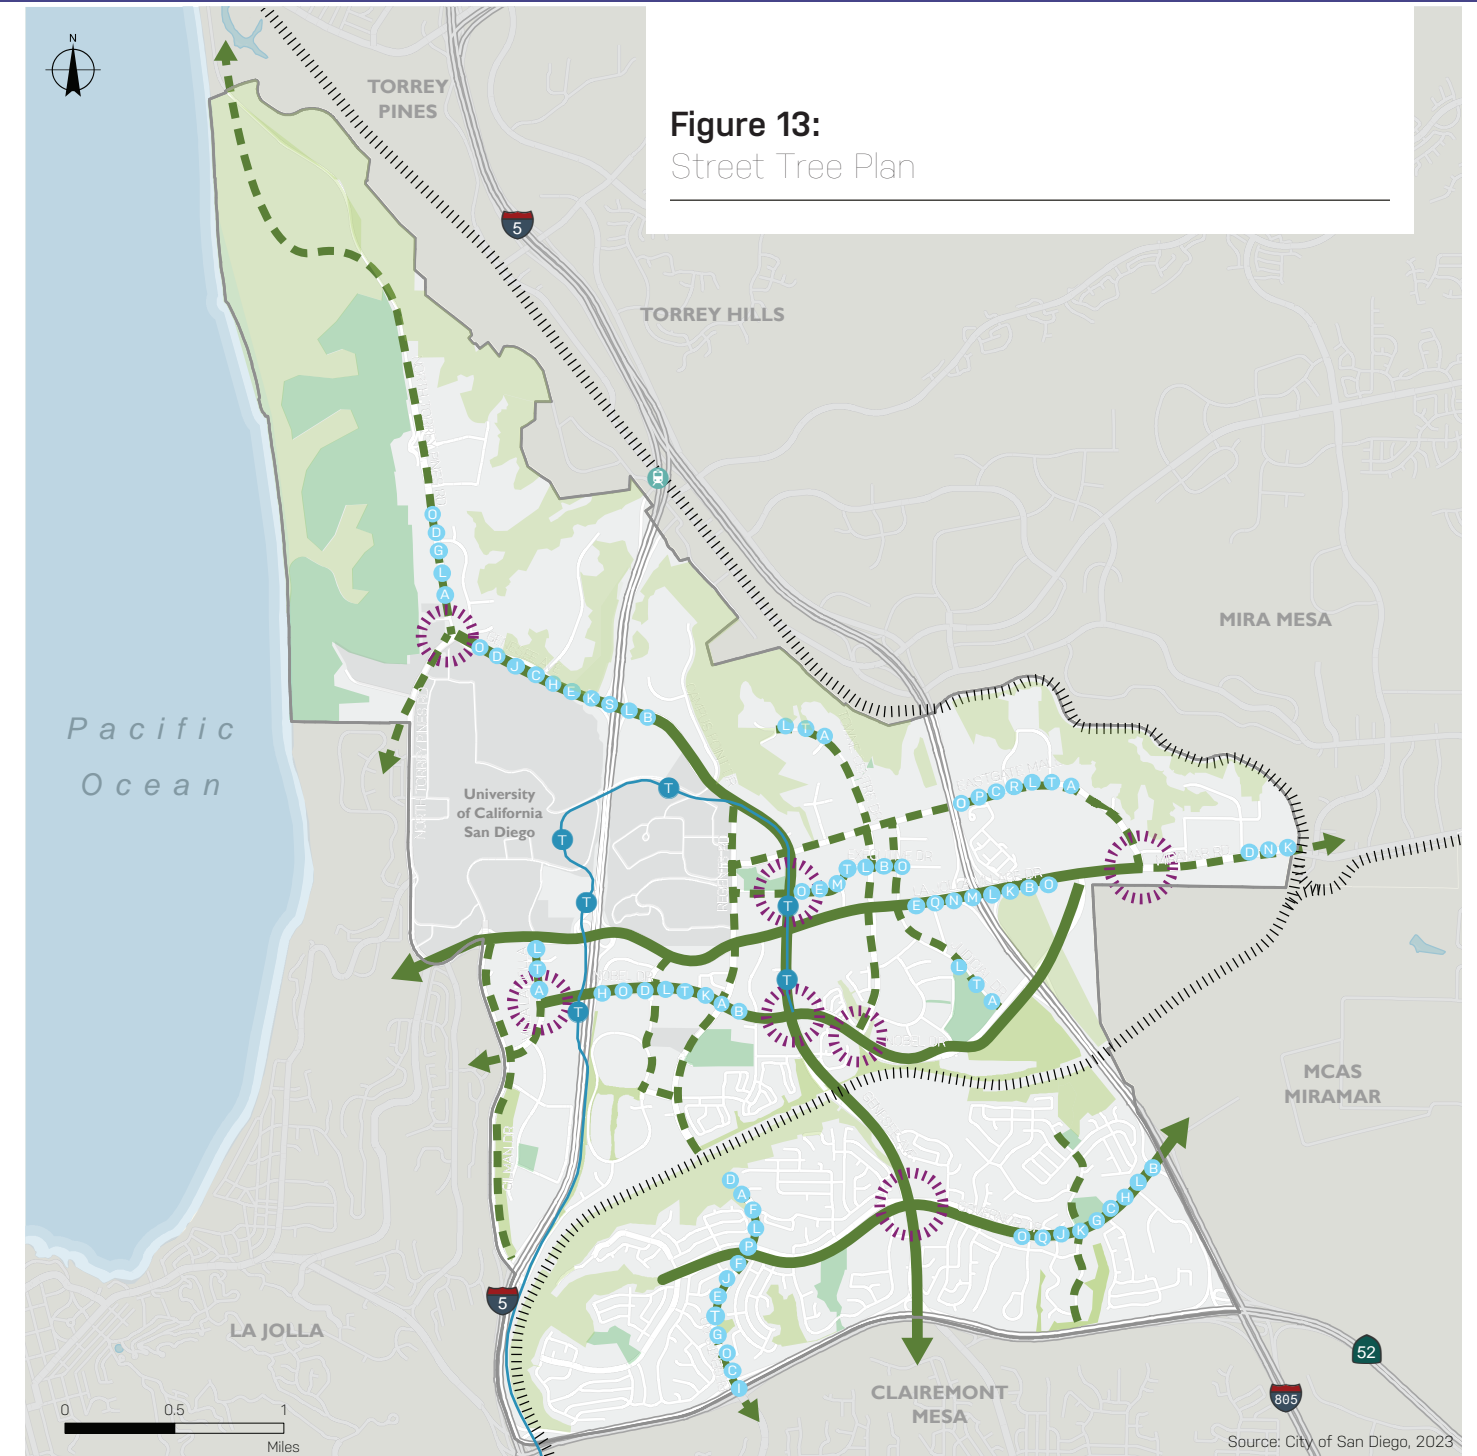 N
TORREY
PINES
Figure 13:
Street Tree Plan
5
TORREY HILLS
O
D
G
L
A
MIRA MESA
O D J C H E K S L B
Pacific
Ocean
L T A
University
of California
San Diego
T
T
T
O P C R L T A
D N K
T L B O
O E M
T
E Q N M L K B O
L
T
A
T
L
T
A
H O D L T K A B
T
MCAS
MIRAMAR
D
A
F
L
P
F
J
E
T
G
O
C
I
O Q J K G C H L B
GILMAN DR
5
LA JOLLA
52
805
CLAIREMONT
MESA
0 0.5 1
Miles
Source: City of San Diego, 2023